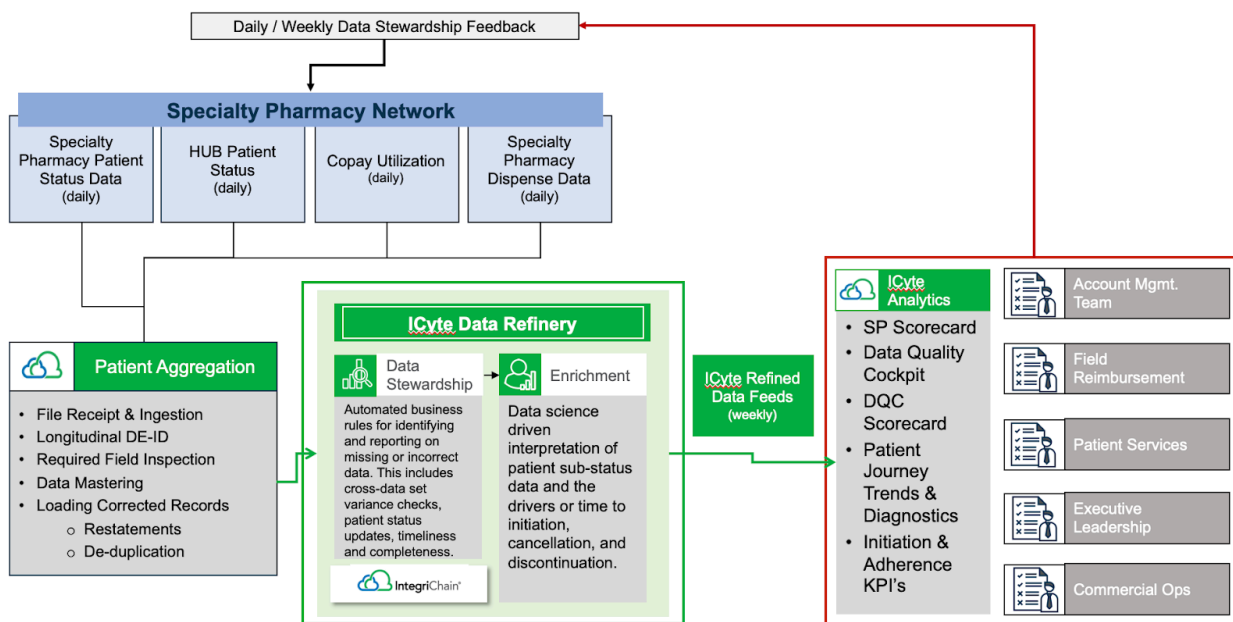 Daily / Weekly Data Stewardship Feedback
Specialty Pharmacy Network
Specialty
Pharmacy Patient
Status Data
(daily)
HUB Patient
Status
(daily)
Copay Utilization
(daily)
Specialty
Pharmacy
Dispense Data
(daily)
Patient Aggregation
• File Receipt & Ingestion
• Longitudinal DE-ID
• Required Field Inspection
• Data Mastering
• Loading Corrected Records
o Restatements
o De-duplication
ICyte Data Refinery
Data
Stewardship
Automated business
rules for identifying
and reporting on
missing or incorrect
data. This includes
cross-data set
variance checks,
patient status
updates, timeliness
and completeness.
IntegriChain®
Enrichment
Data science
driven
interpretation of
patient sub-status
data and the
drivers or time to
initiation,
cancellation, and
discontinuation.
ICyte Refined
Data Feeds
(weekly)
ICyte
Analytics
• SP Scorecard
• Data Quality
Cockpit
• DQC
Scorecard
• Patient
Journey
Trends &
Diagnostics
• Initiation &
Adherence
KPI's
Account Mgmt.
Team
Field
Reimbursement
Patient Services
Executive
Leadership
Commercial Ops